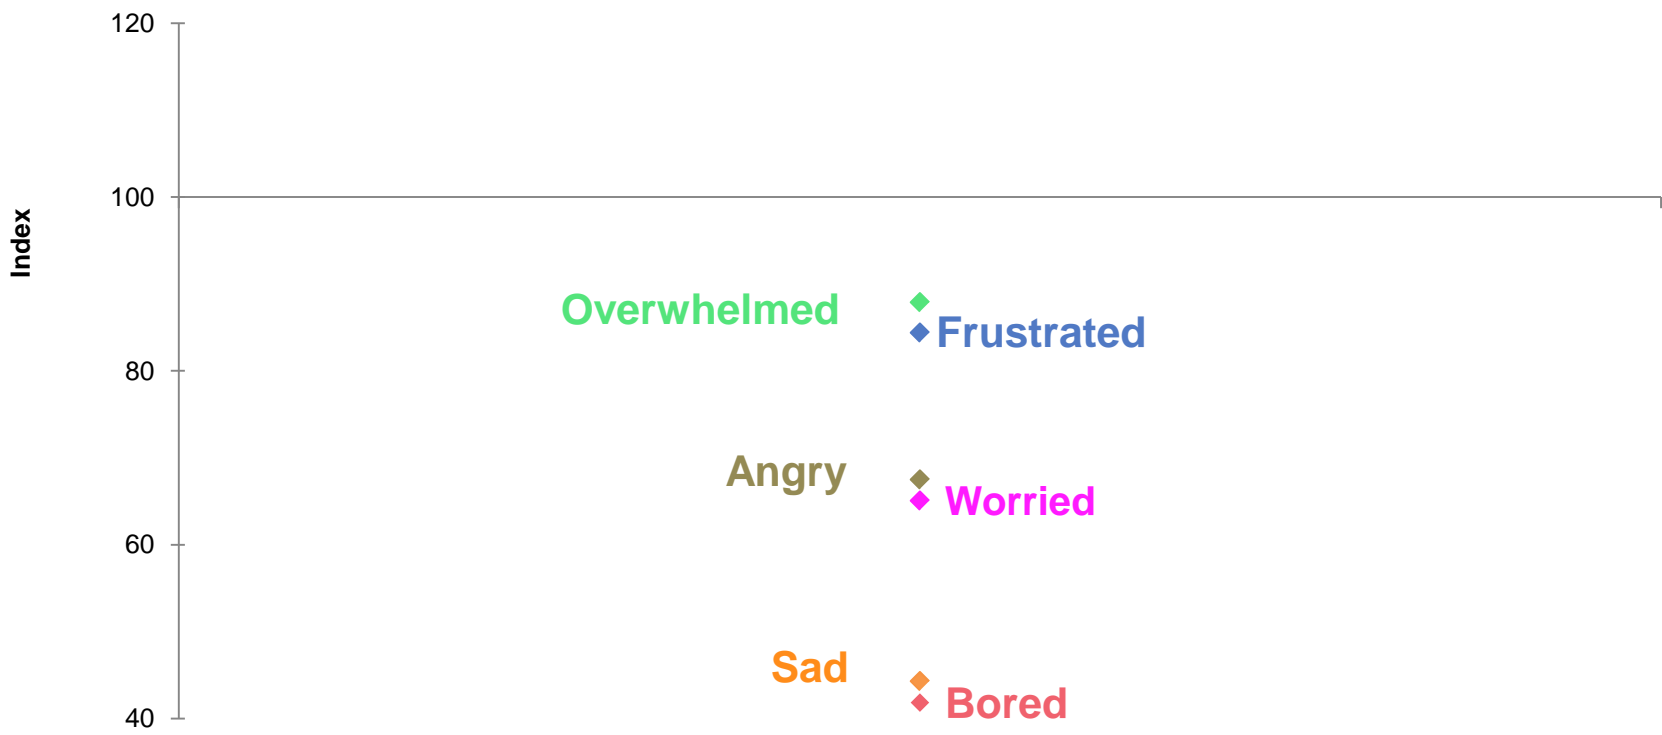 120
100
Index
Overwhelmed
Frustrated
80
Angry
Worried
60
Sad
Bored
40